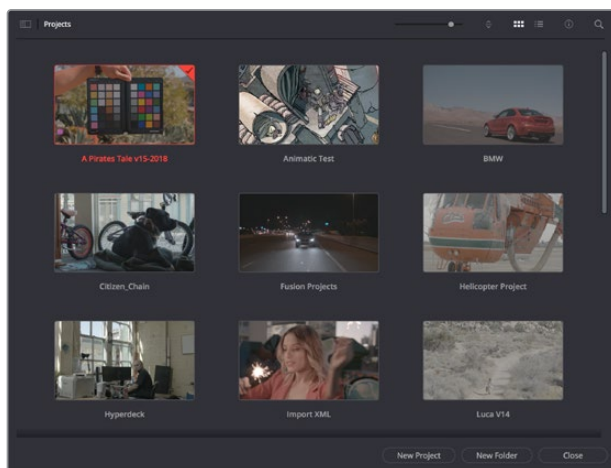 Projects
A Pirates Tale v15-2018
Animatic Test
BMW
Citizen_Chain
Fusion Projects
Helicopter Project
Hyperdeck
Import XML
Luca V14
New Project
New Folder
Close